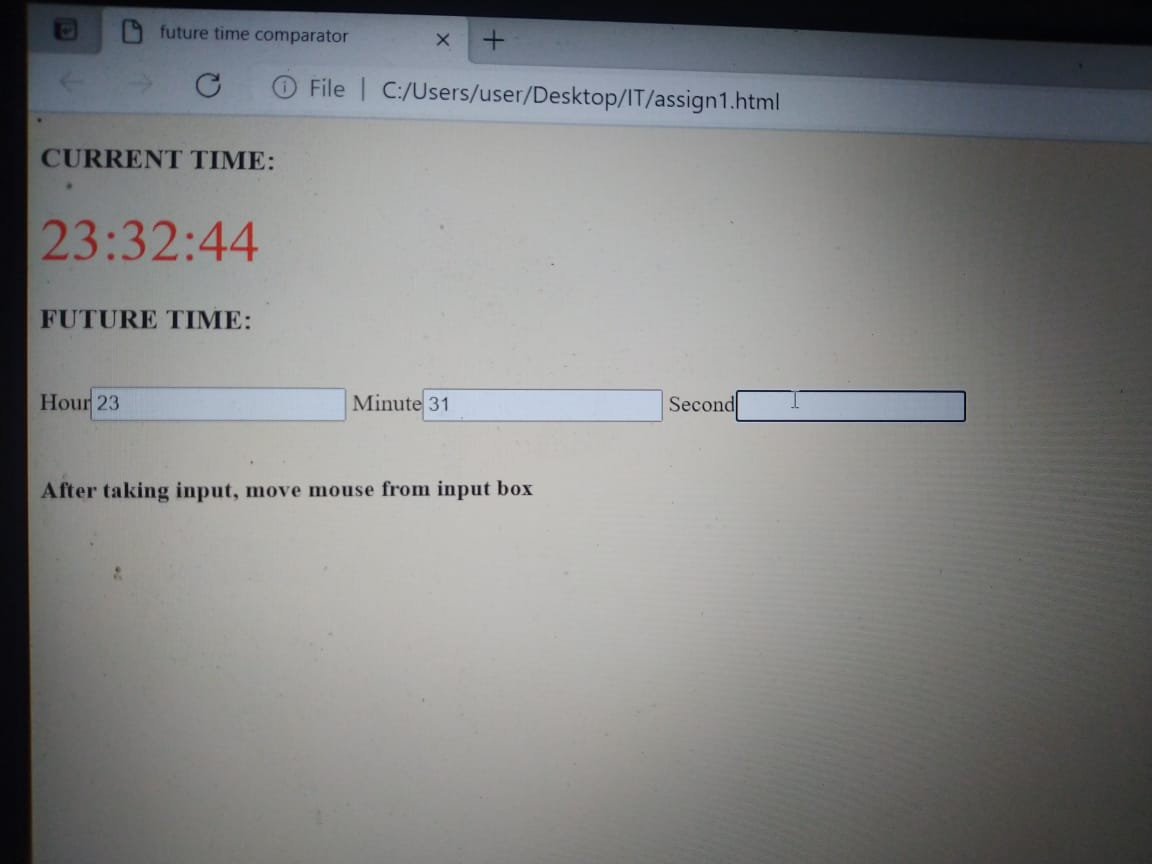 future time comparator
File | C:/Users/user/Desktop/IT/assign1.html
CURRENT TIME:
23:32:44
FUTURE TIME:
Hour 23 Minute 31 Second
After taking input, move mouse from input box